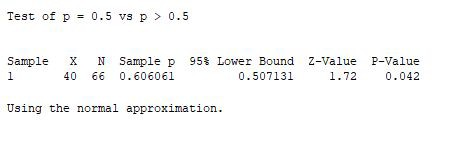 Test of p = 0.5 vs p > 0.5
Sample X N Sample p 95% Lower Bound Z-Value P-Value
1 40 66 0.606061 0.507131 1.72 0.042
Using the normal approximation.